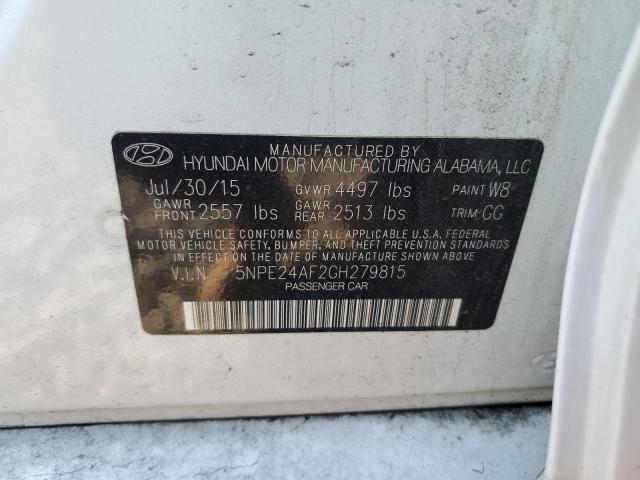 MANUFACTURED BY
HYUNDAI MOTOR MANUFACTURING ALABAMA, LLC
Jul/30/15 GVWR 4497 lbs PAINT W8
GAWR FRONT 2557 lbs GAWR REAR 2513 lbs TRIM: GG
THIS VEHICLE CONFORMS TO ALL APPLICABLE U.S.A. FEDERAL
MOTOR VEHICLE SAFETY, BUMPER, AND THEFT PREVENTION
STANDARDS IN EFFECT ON THE DATE OF MANUFACTURE SHOWN ABOVE
V.I.N 5NPE24AF2GH279815
PASSENGER CAR